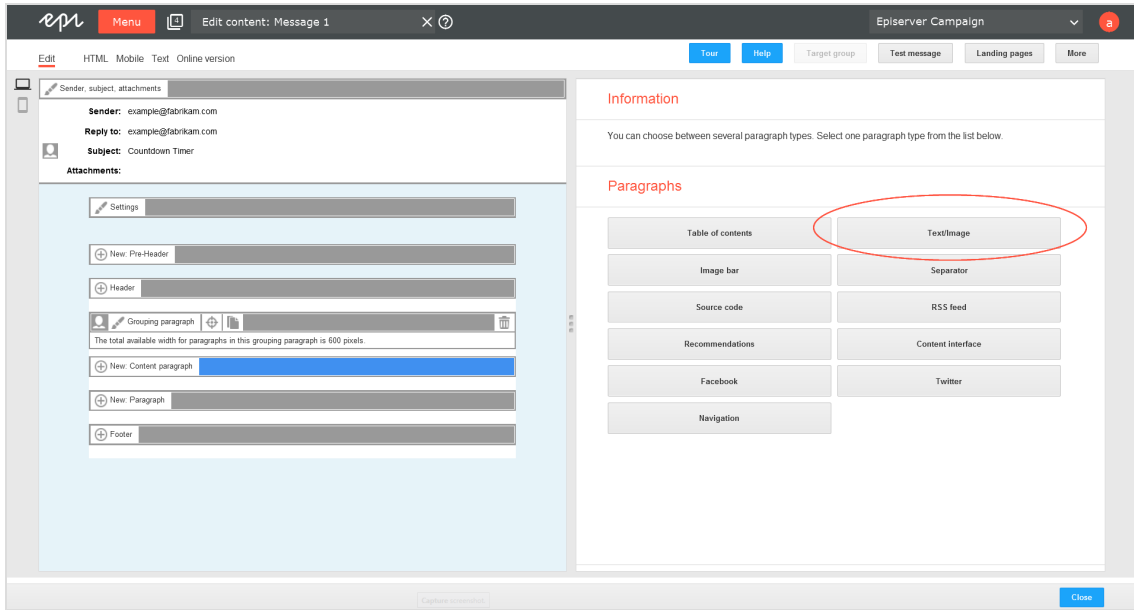 epi Menu 4 Edit content: Message 1 Episerver Campaign a
Edit HTML Mobile Text Online version Tour Help Target group Test message Landing pages More
Sender, subject, attachments
Sender: example@fabrikam.com
Reply to: example@fabrikam.com
Subject: Countdown Timer
Attachments:
Settings
New: Pre-Header
Header
Grouping paragraph
The total available width for paragraphs in this grouping paragraph is 600 pixels.
New: Content paragraph
New: Paragraph
Footer
Information
You can choose between several paragraph types. Select one paragraph type from the list below.
Paragraphs
Table of contents Text/Image
Image bar Separator
Source code RSS feed
Recommendations Content interface
Facebook Twitter
Navigation
Capture screenshot
Close